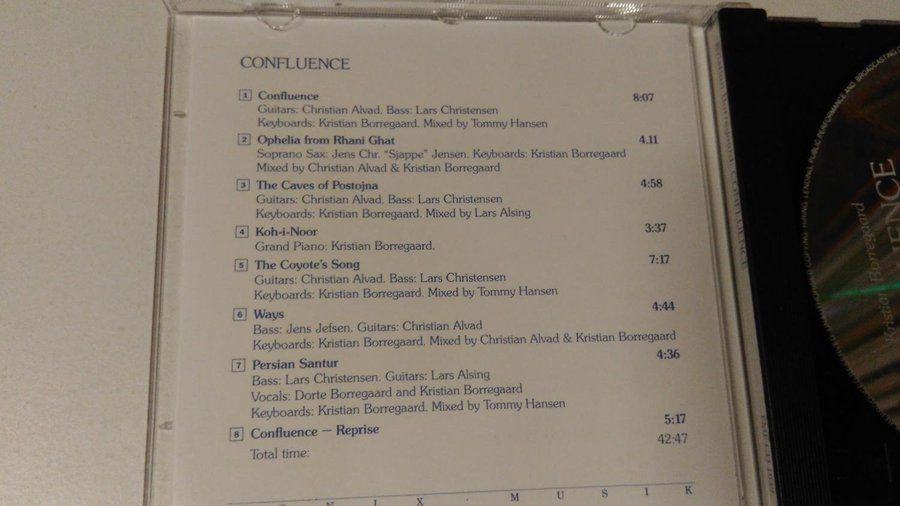 CONFLUENCE
1 Confluence 8:07
Guitars: Christian Alvad. Bass: Lars Christensen
Keyboards: Kristian Borregaard. Mixed by Tommy Hansen
2 Ophelia from Rhani Ghat 4.11
Soprano Sax: Jens Chr. "Sjappe" Jensen. Keyboards: Kristian Borregaard
Mixed by Christian Alvad & Kristian Borregaard
3 The Caves of Postojna 4:58
Guitars: Christian Alvad. Bass: Lars Christensen
Keyboards: Kristian Borregaard. Mixed by Lars Alsing
4 Koh-i-Noor 3:37
Grand Piano: Kristian Borregaard.
5 The Coyote's Song 7:17
Guitars: Christian Alvad. Bass: Lars Christensen
Keyboards: Kristian Borregaard. Mixed by Tommy Hansen
6 Ways 4:44
Bass: Jens Jefsen. Guitars: Christian Alvad
Keyboards: Kristian Borregaard. Mixed by Christian Alvad & Kristian Borregaard
7 Persian Santur 4:36
Bass: Lars Christensen. Guitars: Lars Alsing
Vocals: Dorte Borregaard and Kristian Borregaard
Keyboards: Kristian Borregaard. Mixed by Tommy Hansen
8 Confluence — Reprise 5:17
Total time: 42:47
M U S I K
Kristian Borregaard
PUBLIC PERFORMANCE AND BROADCASTING